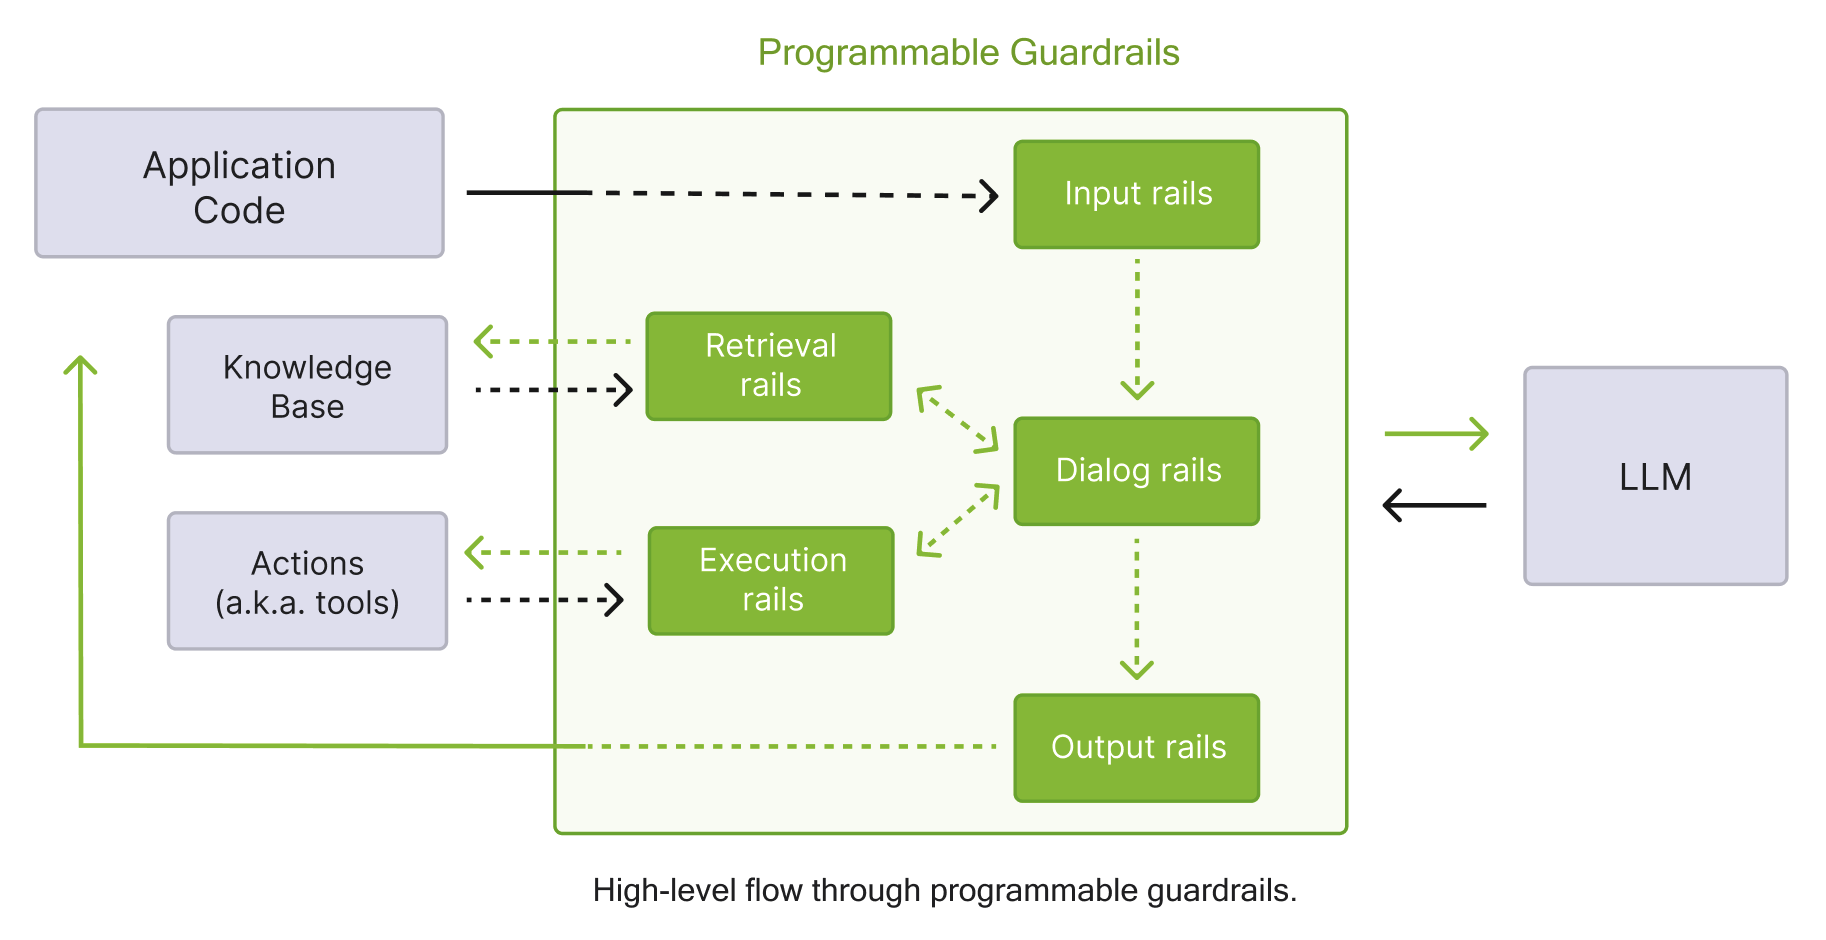 Programmable Guardrails
Application
Code
Input rails
Knowledge
Base
Retrieval
rails
Dialog rails
LLM
Actions
(a.k.a. tools)
Execution
rails
Output rails
High-level flow through programmable guardrails.